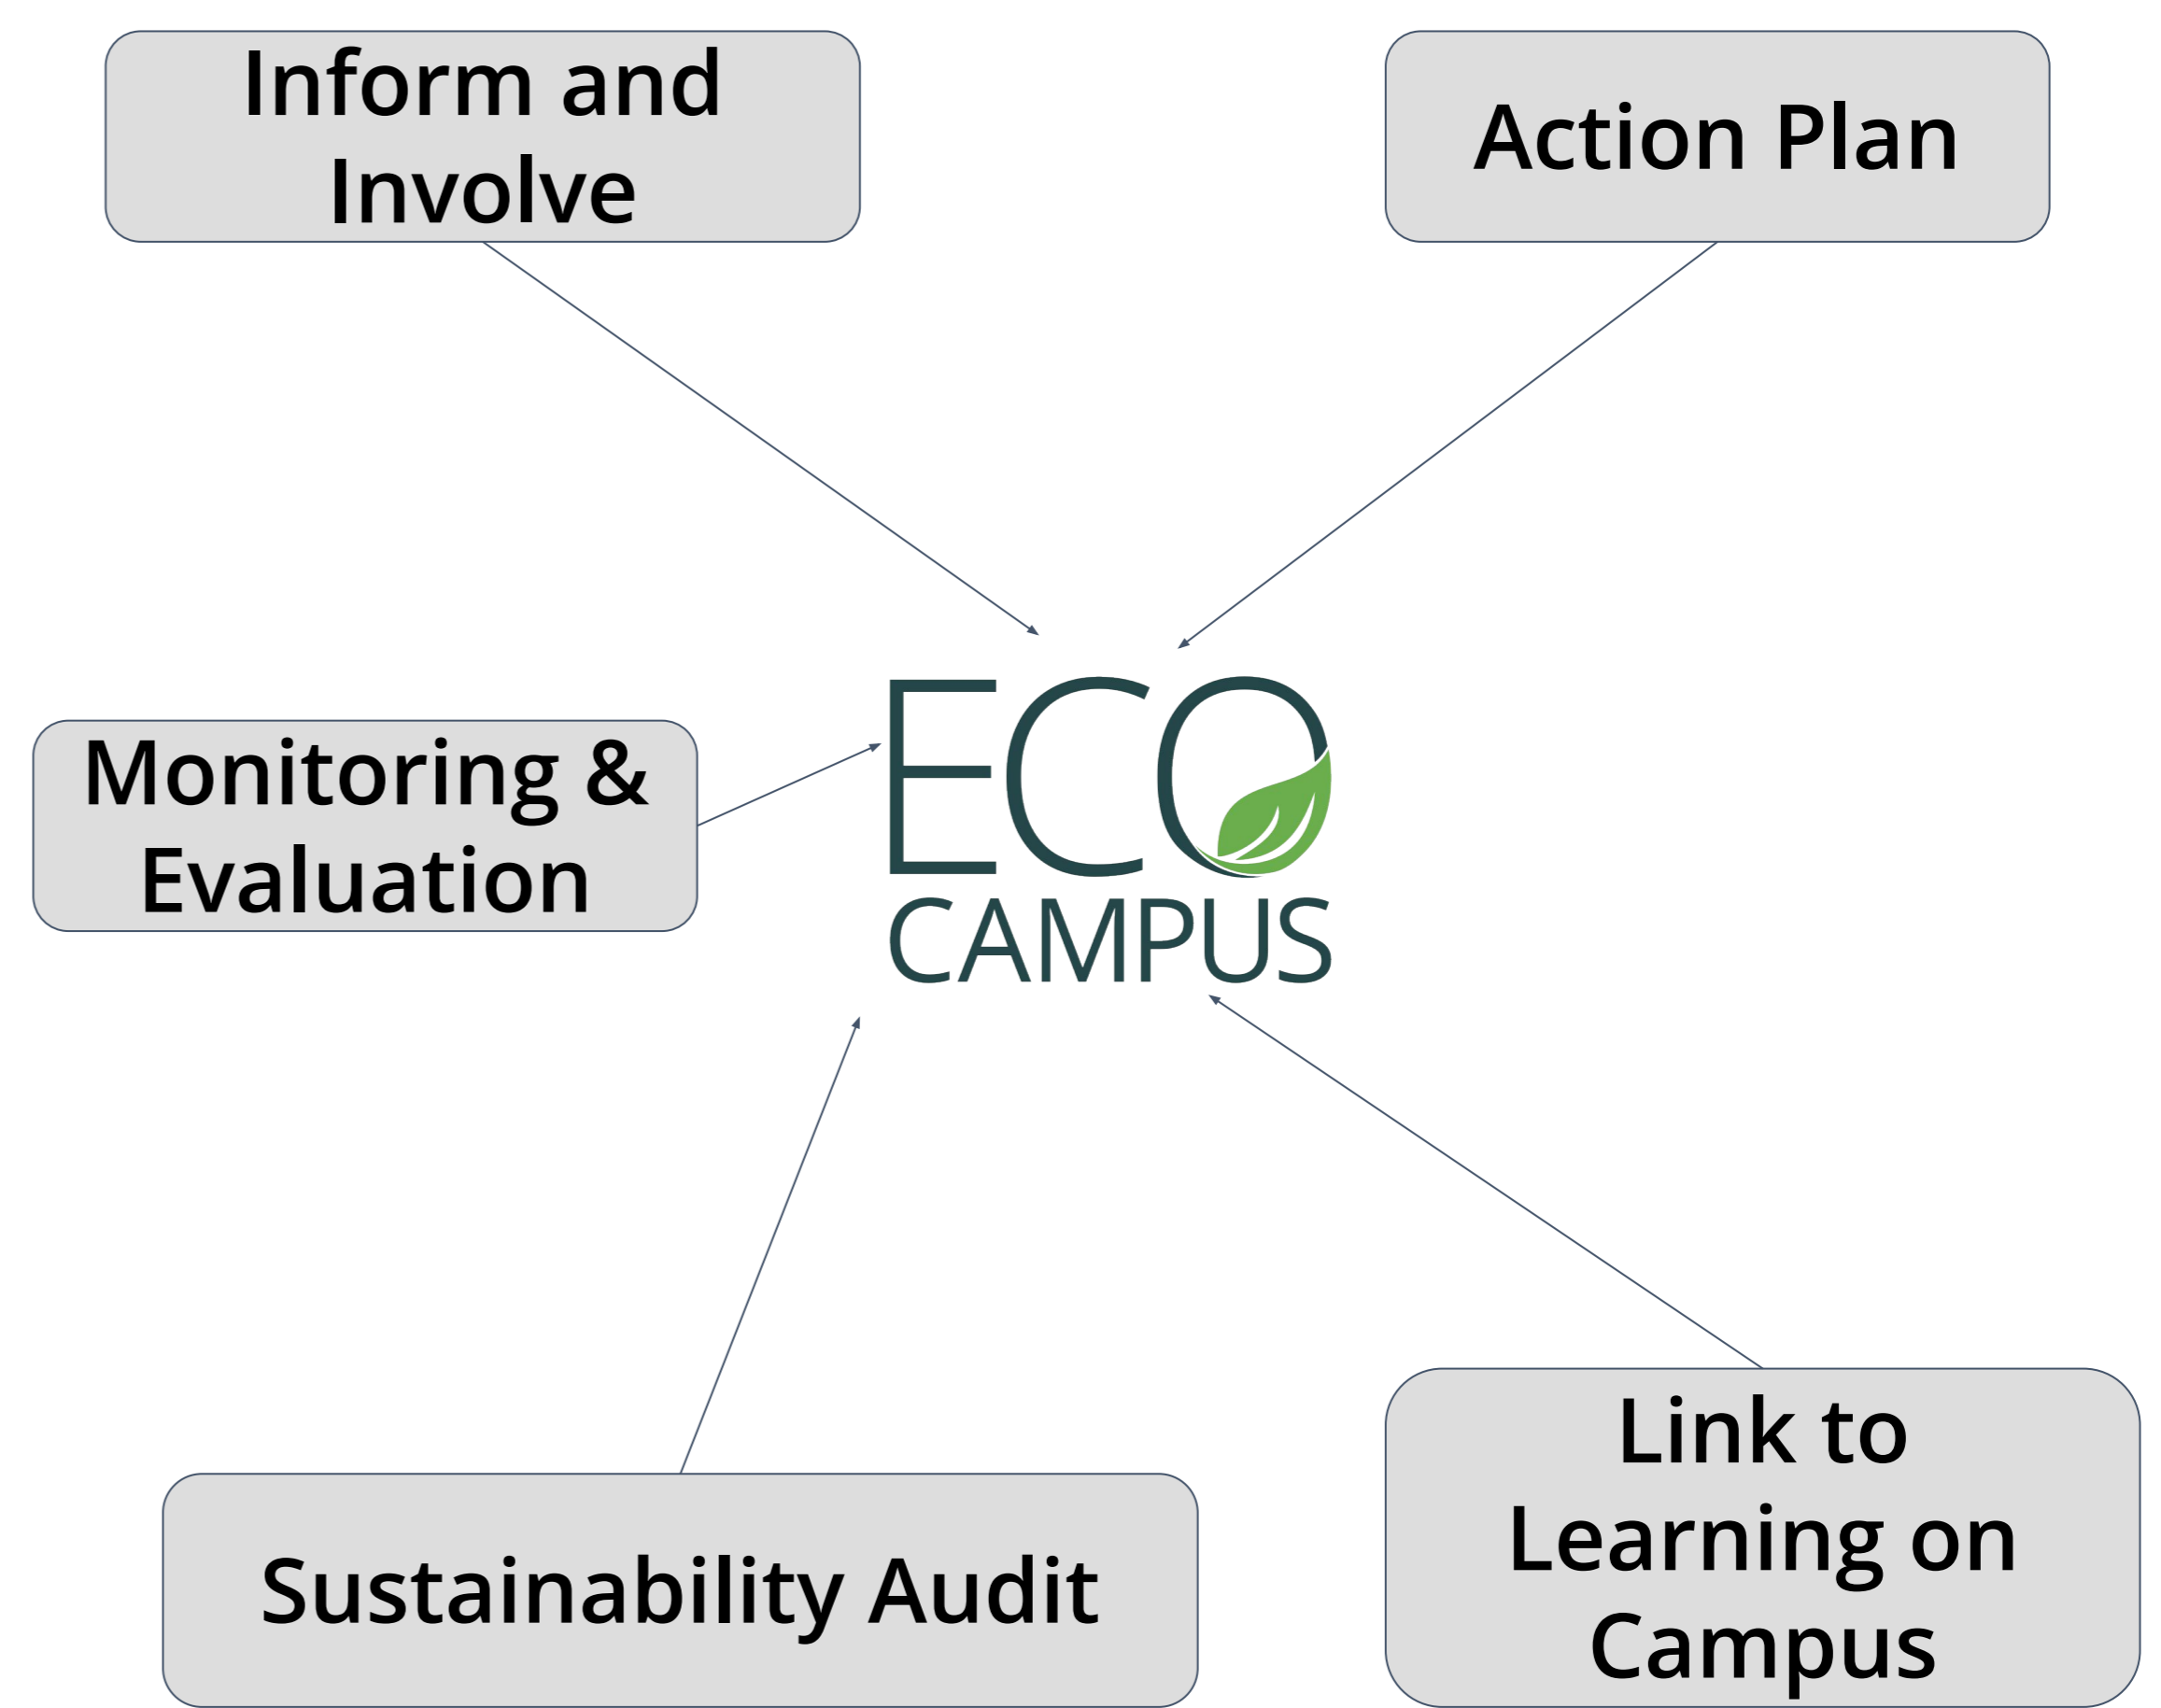 Inform and
Involve
Action Plan
Monitoring &
Evaluation
ECO
CAMPUS
Sustainability Audit
Link to
Learning on
Campus